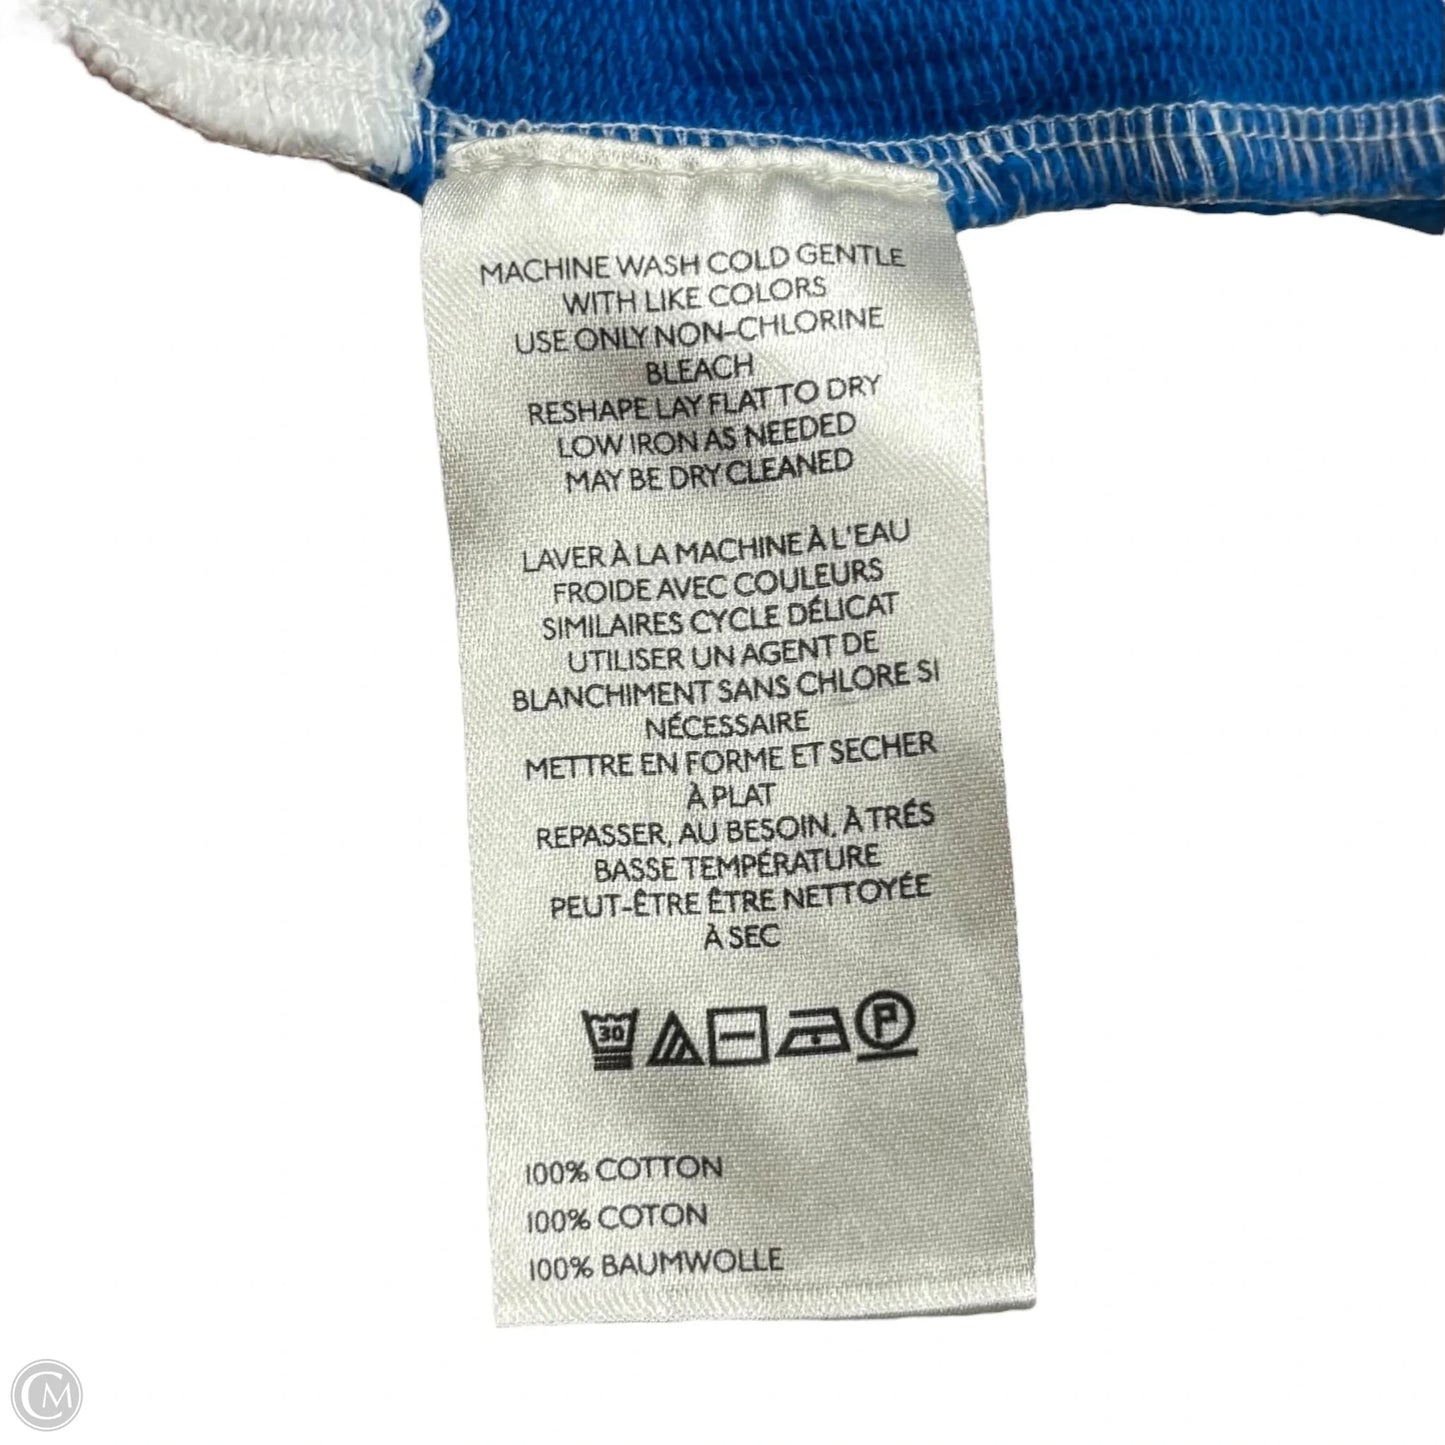 MACHINE WASH COLD GENTLE
WITH LIKE COLORS
USE ONLY NON-CHLORINE
BLEACH
RESHAPE LAY FLAT TO DRY
LOW IRON AS NEEDED
MAY BE DRY CLEANED
LAVER À LA MACHINE À L'EAU
FROIDE AVEC COULEURS
SIMILAIRES CYCLE DÉLICAT
UTILISER UN AGENT DE
BLANCHIMENT SANS CHLORE SI
NÉCESSAIRE
METTRE EN FORME ET SECHER
À PLAT
REPASSER, AU BESOIN, À TRÉS
BASSE TEMPÉRATURE
PEUT-ÊTRE ÊTRE NETTOYÉE
À SEC
30 P
100% COTTON
100% COTON
100% BAUMWOLLE
CM